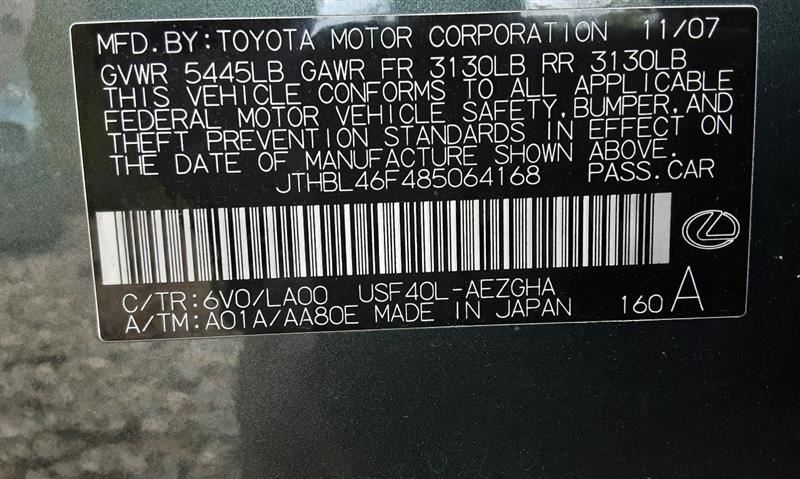 MFD.BY:TOYOTA MOTOR CORPORATION 11/07
GVWR 5445LB GAWR FR 3130LB RR 3130LB
THIS VEHICLE CONFORMS TO ALL APPLICABLE
FEDERAL MOTOR VEHICLE SAFETY,BUMPER,AND
THEFT PREVENTION STANDARDS IN EFFECT ON
THE DATE OF MANUFACTURE SHOWN ABOVE.
JTHBL46F485064168 PASS.CAR
C/TR:6V0/LA00 USF40L-AEZGHA
A/TM:A01A/AA80E MADE IN JAPAN 160 A